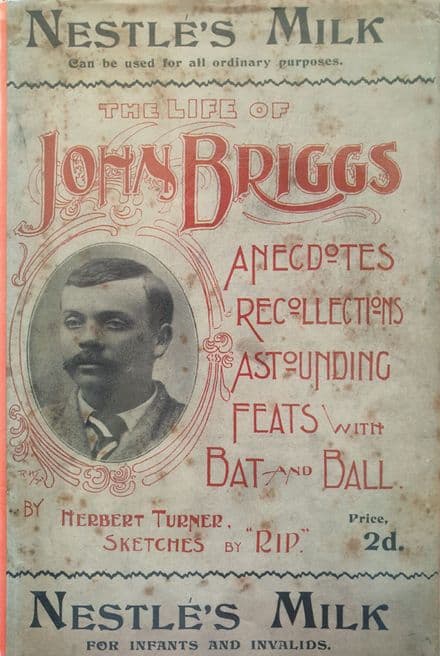 NESTLÉ'S MILK
Can be used for all ordinary purposes.
THE LIFE OF
JOHN BRIGGS
ANECDOTES
RECOLLECTIONS
ASTOUNDING
FEATS WITH
BAT AND BALL.
BY HERBERT TURNER.
SKETCHES BY "RIP."
Price,
2d.
NESTLÉ'S MILK
FOR INFANTS AND INVALIDS.